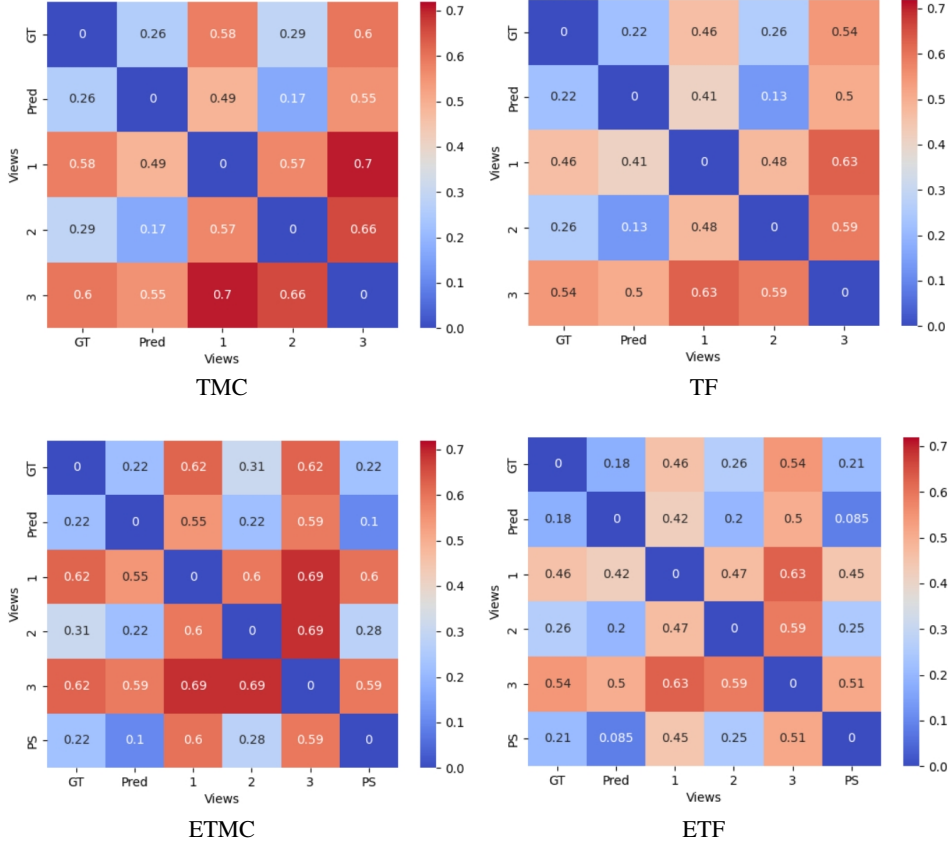 GT 0 0.26 0.58 0.29 0.6
Pred 0.26 0 0.49 0.17 0.55
1 0.58 0.49 0 0.57 0.7
2 0.29 0.17 0.57 0 0.66
3 0.6 0.55 0.7 0.66 0
GT Pred 1 2 3
Views
Views
0.7
0.6
0.5
0.4
0.3
0.2
0.1
0.0
TMC
GT 0 0.22 0.46 0.26 0.54
Pred 0.22 0 0.41 0.13 0.5
1 0.46 0.41 0 0.48 0.63
2 0.26 0.13 0.48 0 0.59
3 0.54 0.5 0.63 0.59 0
GT Pred 1 2 3
Views
Views
0.7
0.6
0.5
0.4
0.3
0.2
0.1
0.0
TF
GT 0 0.22 0.62 0.31 0.62 0.22
Pred 0.22 0 0.55 0.22 0.59 0.1
1 0.62 0.55 0 0.6 0.69 0.6
2 0.31 0.22 0.6 0 0.69 0.28
3 0.62 0.59 0.69 0.69 0 0.59
PS 0.22 0.1 0.6 0.28 0.59 0
GT Pred 1 2 3 PS
Views
Views
0.7
0.6
0.5
0.4
0.3
0.2
0.1
0.0
ETMC
GT 0 0.18 0.46 0.26 0.54 0.21
Pred 0.18 0 0.42 0.2 0.5 0.085
1 0.46 0.42 0 0.47 0.63 0.45
2 0.26 0.2 0.47 0 0.59 0.25
3 0.54 0.5 0.63 0.59 0 0.51
PS 0.21 0.085 0.45 0.25 0.51 0
GT Pred 1 2 3 PS
Views
Views
0.7
0.6
0.5
0.4
0.3
0.2
0.1
0.0
ETF